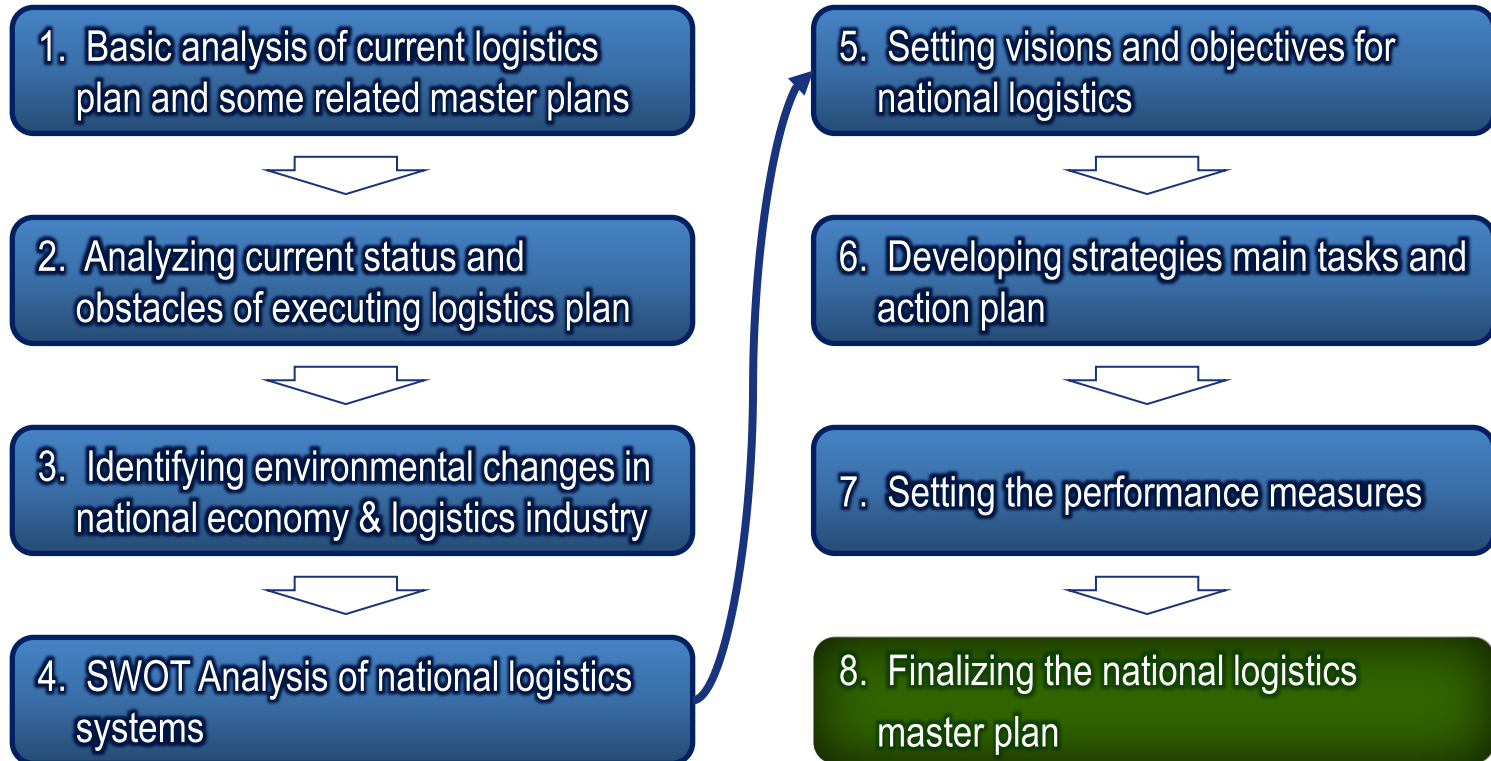 1. Basic analysis of current logistics
plan and some related master plans
2. Analyzing current status and
obstacles of executing logistics plan
3. Identifying environmental changes in
national economy & logistics industry
4. SWOT Analysis of national logistics
systems
5. Setting visions and objectives for
national logistics
6. Developing strategies main tasks and
action plan
7. Setting the performance measures
8. Finalizing the national logistics
master plan